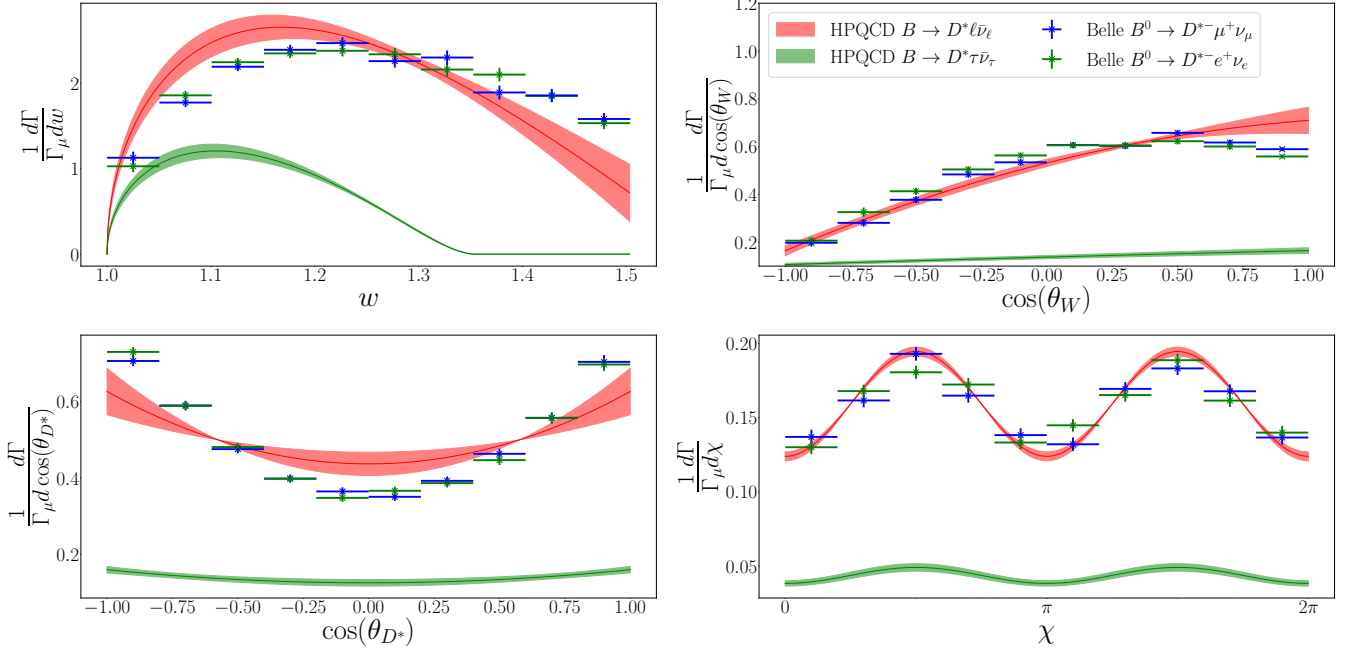 2
1
0
1/Γ_μ dΓ/dw
1.0 1.1 1.2 1.3 1.4 1.5
w
1.2
1.0
0.8
0.6
0.4
0.2
1/Γ_μ dΓ/d cos(θ_W)
HPQCD B → D*ℓν̄_ℓ
HPQCD B → D*τν̄_τ
Belle B⁰ → D*⁻μ⁺ν_μ
Belle B⁰ → D*⁻e⁺ν_e
−1.00 −0.75 −0.50 −0.25 0.00 0.25 0.50 0.75 1.00
cos(θ_W)
0.6
0.4
0.2
1/Γ_μ dΓ/d cos(θ_D*)
−1.00 −0.75 −0.50 −0.25 0.00 0.25 0.50 0.75 1.00
cos(θ_D*)
0.20
0.15
0.10
0.05
1/Γ_μ dΓ/dχ
0 π 2π
χ